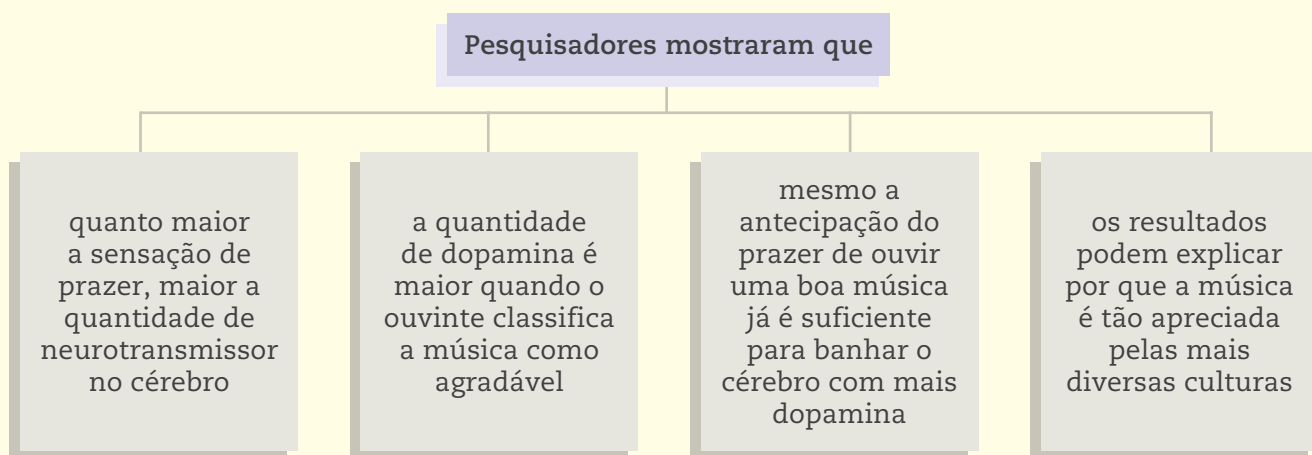 Pesquisadores mostraram que
quanto maior
a sensação de
prazer, maior a
quantidade de
neurotransmissor
no cérebro
a quantidade
de dopamina é
maior quando o
ouvinte classifica
a música como
agradável
mesmo a
antecipação do
prazer de ouvir
uma boa música
já é suficiente
para banhar o
cérebro com mais
dopamina
os resultados
podem explicar
por que a música
é tão apreciada
pelas mais
diversas culturas